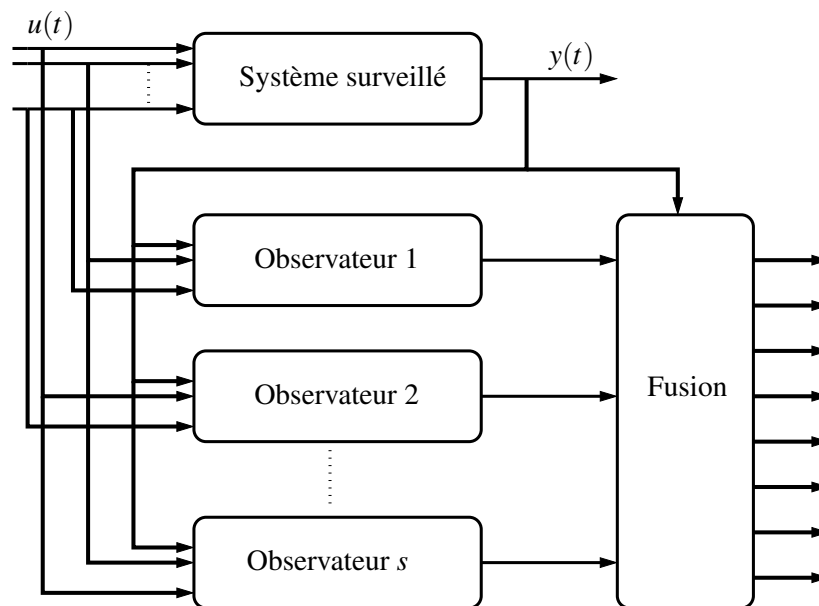 u(t)
Système surveillé
y(t)
Observateur 1
Observateur 2
Fusion
Observateur s